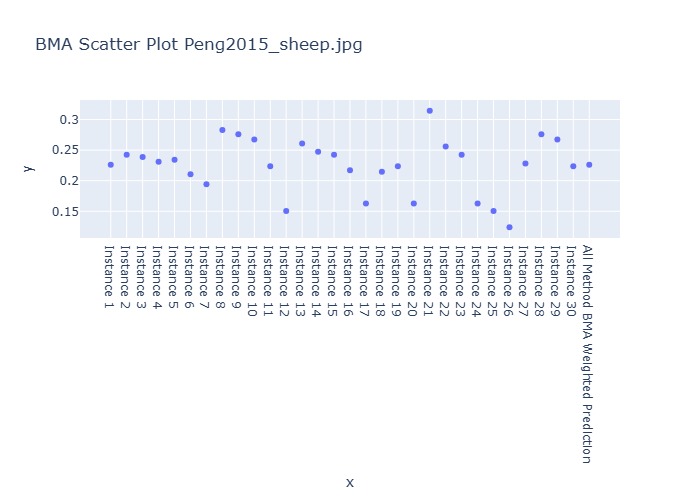 BMA Scatter Plot Peng2015_sheep.jpg
y
0.3
0.25
0.2
0.15
Instance 1
Instance 2
Instance 3
Instance 4
Instance 5
Instance 6
Instance 7
Instance 8
Instance 9
Instance 10
Instance 11
Instance 12
Instance 13
Instance 14
Instance 15
Instance 16
Instance 17
Instance 18
Instance 19
Instance 20
Instance 21
Instance 22
Instance 23
Instance 24
Instance 25
Instance 26
Instance 27
Instance 28
Instance 29
Instance 30
All Method BMA Weighted Prediction
x